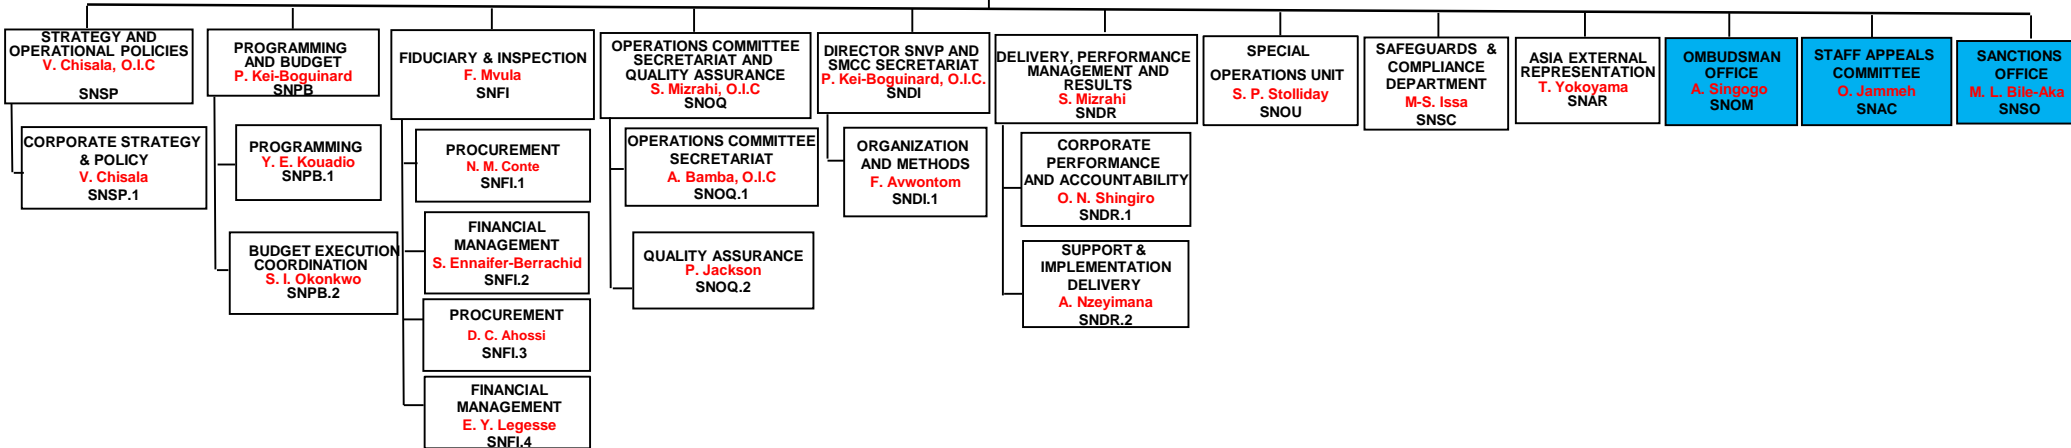 STRATEGY AND
OPERATIONAL POLICIES
V. Chisala, O.I.C
SNSP
CORPORATE STRATEGY
& POLICY
V. Chisala
SNSP.1
PROGRAMMING
AND BUDGET
P. Kei-Boguinard
SNPB
PROGRAMMING
Y. E. Kouadio
SNPB.1
BUDGET EXECUTION
COORDINATION
S. I. Okonkwo
SNPB.2
FIDUCIARY & INSPECTION
F. Mvula
SNFI
PROCUREMENT
N. M. Conte
SNFI.1
FINANCIAL
MANAGEMENT
S. Ennaifer-Berrachid
SNFI.2
PROCUREMENT
D. C. Ahossi
SNFI.3
FINANCIAL
MANAGEMENT
E. Y. Legesse
SNFI.4
OPERATIONS COMMITTEE
SECRETARIAT AND
QUALITY ASSURANCE
S. Mizrahi, O.I.C
SNOQ
OPERATIONS COMMITTEE
SECRETARIAT
A. Bamba, O.I.C
SNOQ.1
QUALITY ASSURANCE
P. Jackson
SNOQ.2
DIRECTOR SNVP AND
SMCC SECRETARIAT
P. Kei-Boguinard, O.I.C.
SNDI
ORGANIZATION
AND METHODS
F. Avwontom
SNDI.1
DELIVERY, PERFORMANCE
MANAGEMENT AND
RESULTS
S. Mizrahi
SNDR
CORPORATE
PERFORMANCE
AND ACCOUNTABILITY
O. N. Shingiro
SNDR.1
SUPPORT &
IMPLEMENTATION
DELIVERY
A. Nzeyimana
SNDR.2
SPECIAL
OPERATIONS UNIT
S. P. Stolliday
SNOU
SAFEGUARDS &
COMPLIANCE
DEPARTMENT
M-S. Issa
SNSC
ASIA EXTERNAL
REPRESENTATION
T. Yokoyama
SNAR
OMBUDSMAN
OFFICE
A. Singogo
SNOM
STAFF APPEALS
COMMITTEE
O. Jammeh
SNAC
SANCTIONS
OFFICE
M. L. Bile-Aka
SNSO